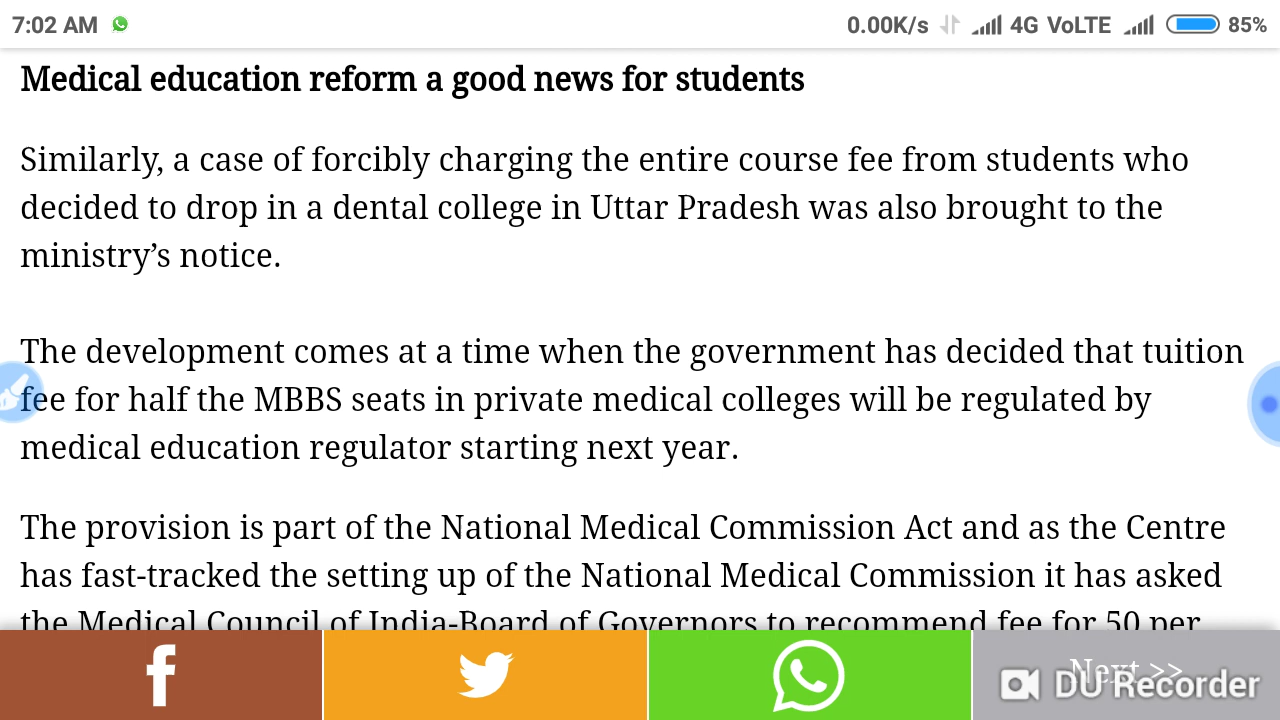 7:02 AM 0.00K/s 4G VoLTE 85%
Medical education reform a good news for students
Similarly, a case of forcibly charging the entire course fee from students who
decided to drop in a dental college in Uttar Pradesh was also brought to the
ministry’s notice.
The development comes at a time when the government has decided that tuition
fee for half the MBBS seats in private medical colleges will be regulated by
medical education regulator starting next year.
The provision is part of the National Medical Commission Act and as the Centre
has fast-tracked the setting up of the National Medical Commission it has asked
the Medical Council of India-Board of Governors to recommend fee for 50 per
Next >>
DU Recorder